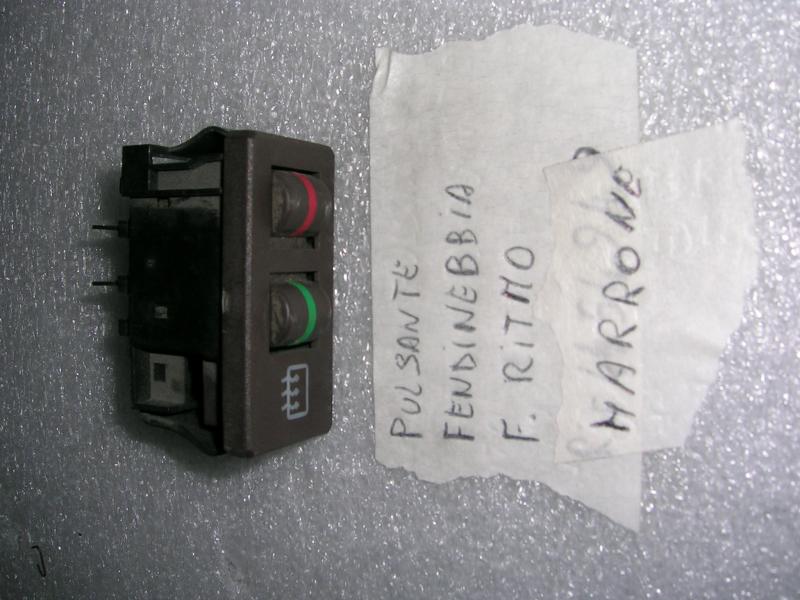 PULSANTE
FENDINEBBIA
F. RITMO
MARRONE